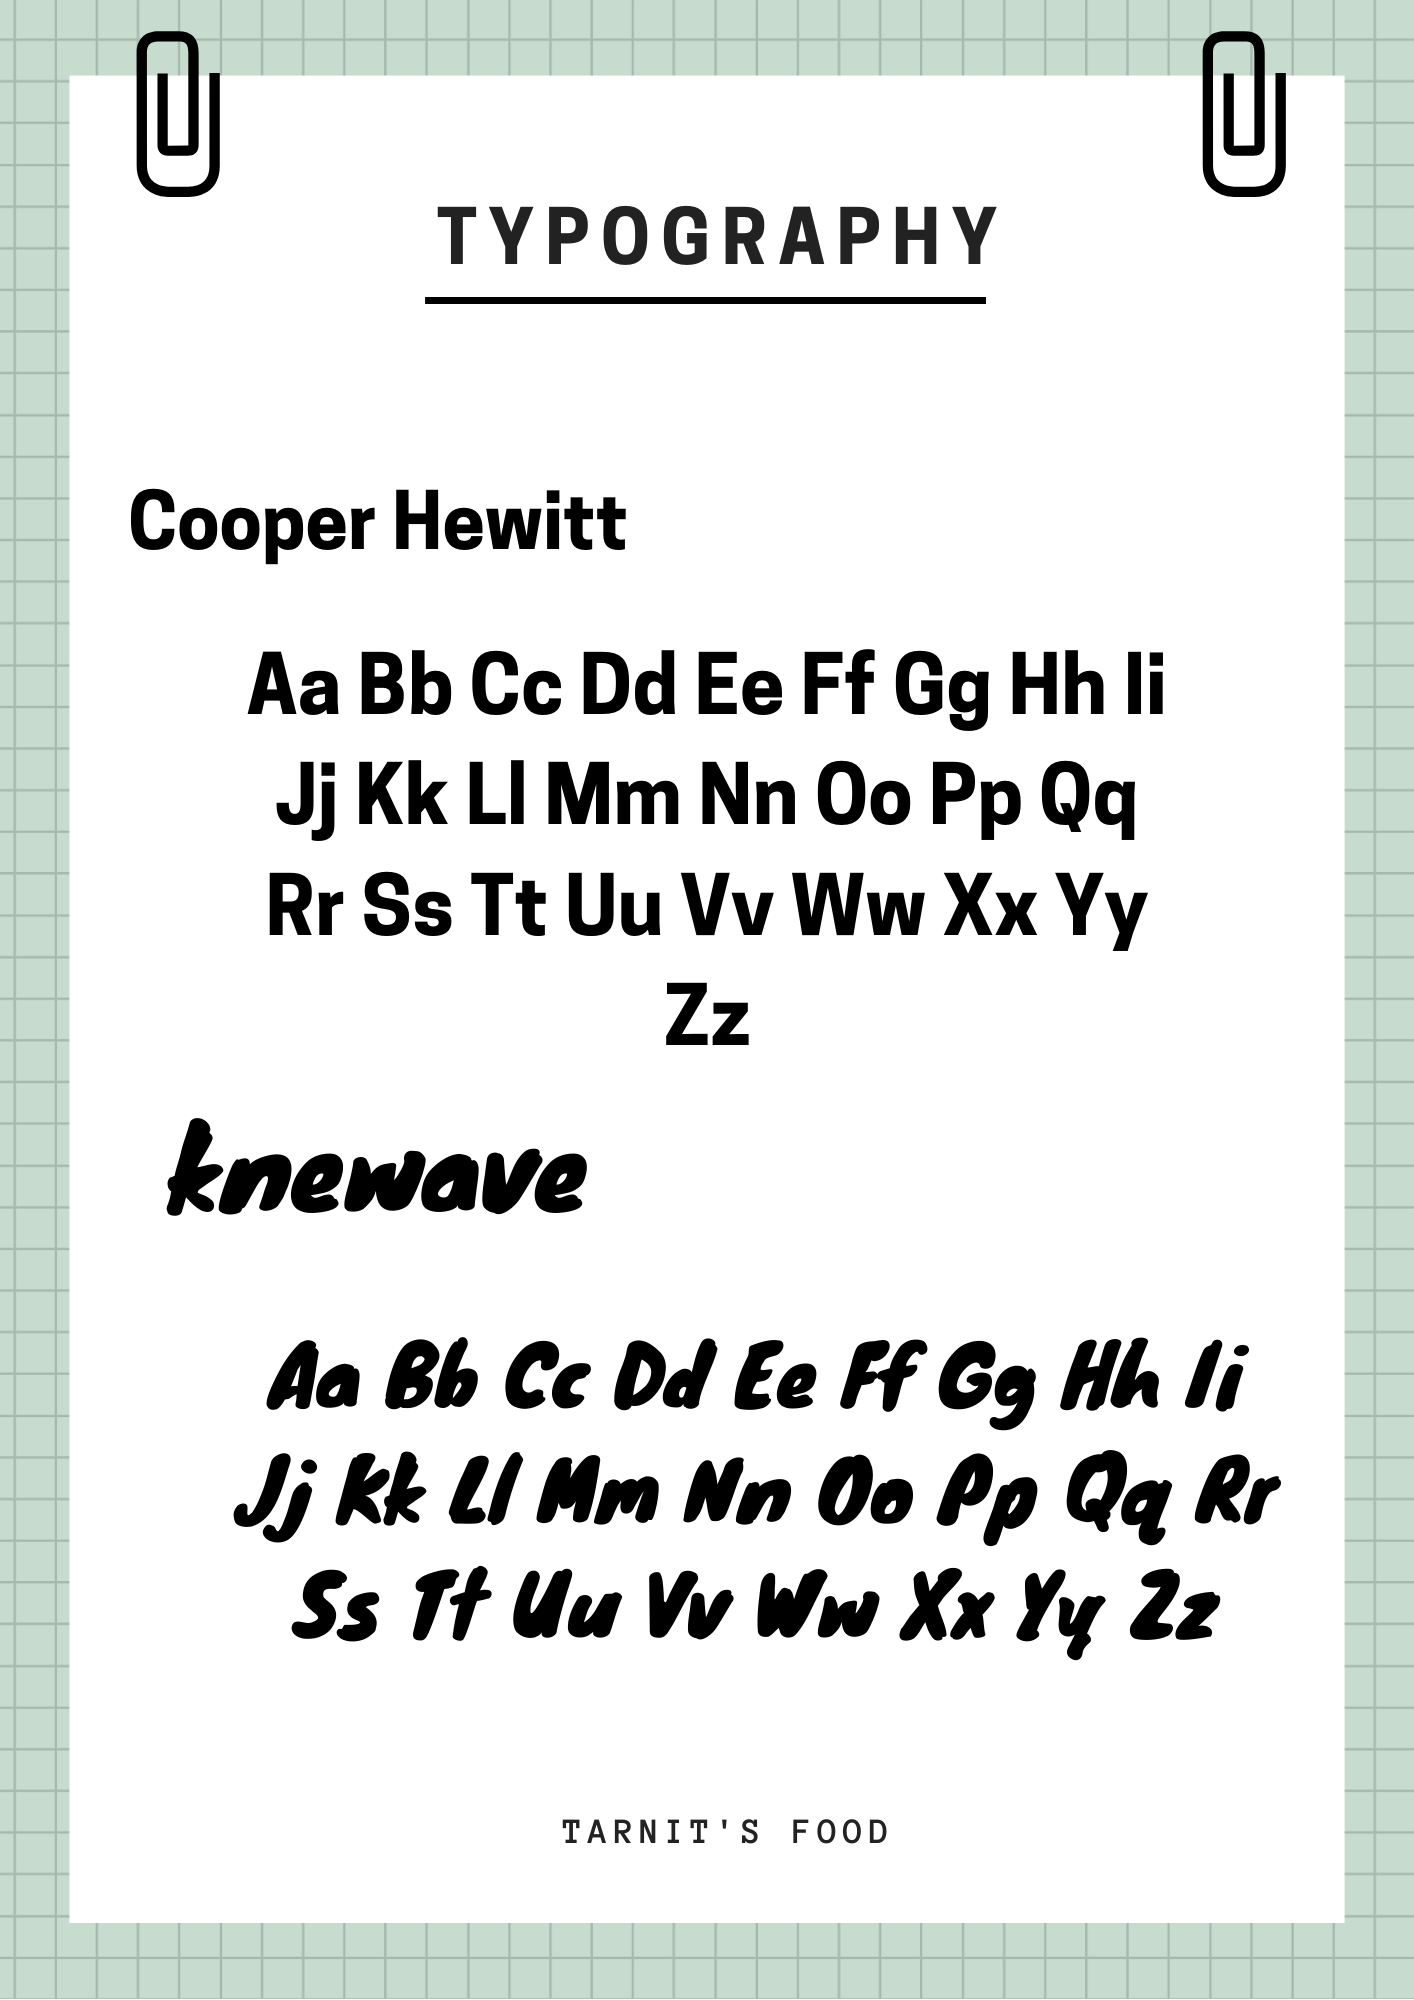 TYPOGRAPHY
Cooper Hewitt
Aa Bb Cc Dd Ee Ff Gg Hh Ii
Jj Kk Ll Mm Nn Oo Pp Qq
Rr Ss Tt Uu Vv Ww Xx Yy
Zz
knewave
Aa Bb Cc Dd Ee Ff Gg Hh Ii
Jj Kk Ll Mm Nn Oo Pp Qq Rr
Ss Tt Uu Vv Ww Xx Yy Zz
TARNIT'S FOOD